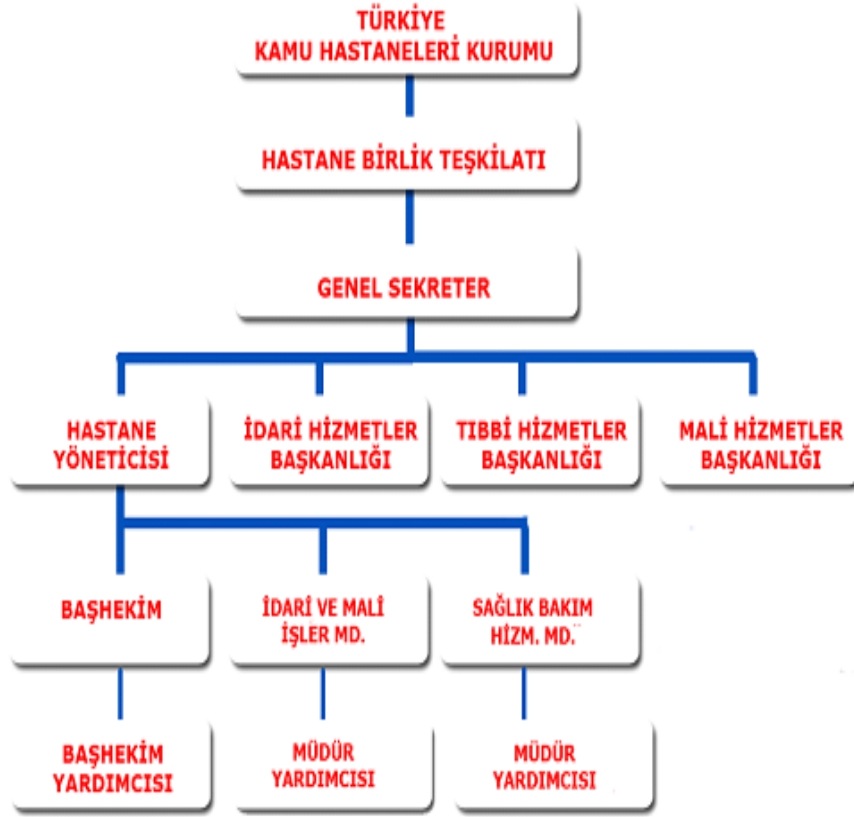 TÜRKİYE
KAMU HASTANELERİ KURUMU
HASTANE BİRLİK TEŞKİLATI
GENEL SEKRETER
HASTANE
YÖNETİCİSİ
İDARİ HİZMETLER
BAŞKANLIĞI
TIBBİ HİZMETLER
BAŞKANLIĞI
MALİ HİZMETLER
BAŞKANLIĞI
BAŞHEKİM
İDARİ VE MALİ
İŞLER MD.
SAĞLIK BAKIM
HİZM. MD.
BAŞHEKİM
YARDIMCISI
MÜDÜR
YARDIMCISI
MÜDÜR
YARDIMCISI